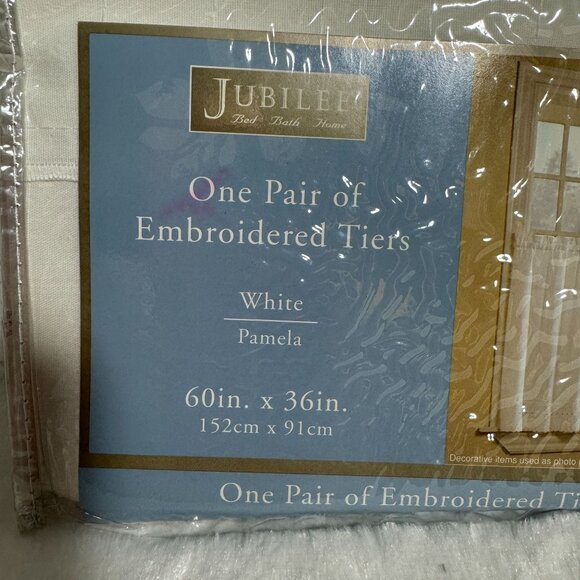 JUBILEE
Bed Bath Home
One Pair of
Embroidered Tiers
White
Pamela
60in. x 36in.
152cm x 91cm
Decorative items used as photo
One Pair of Embroidered Ti